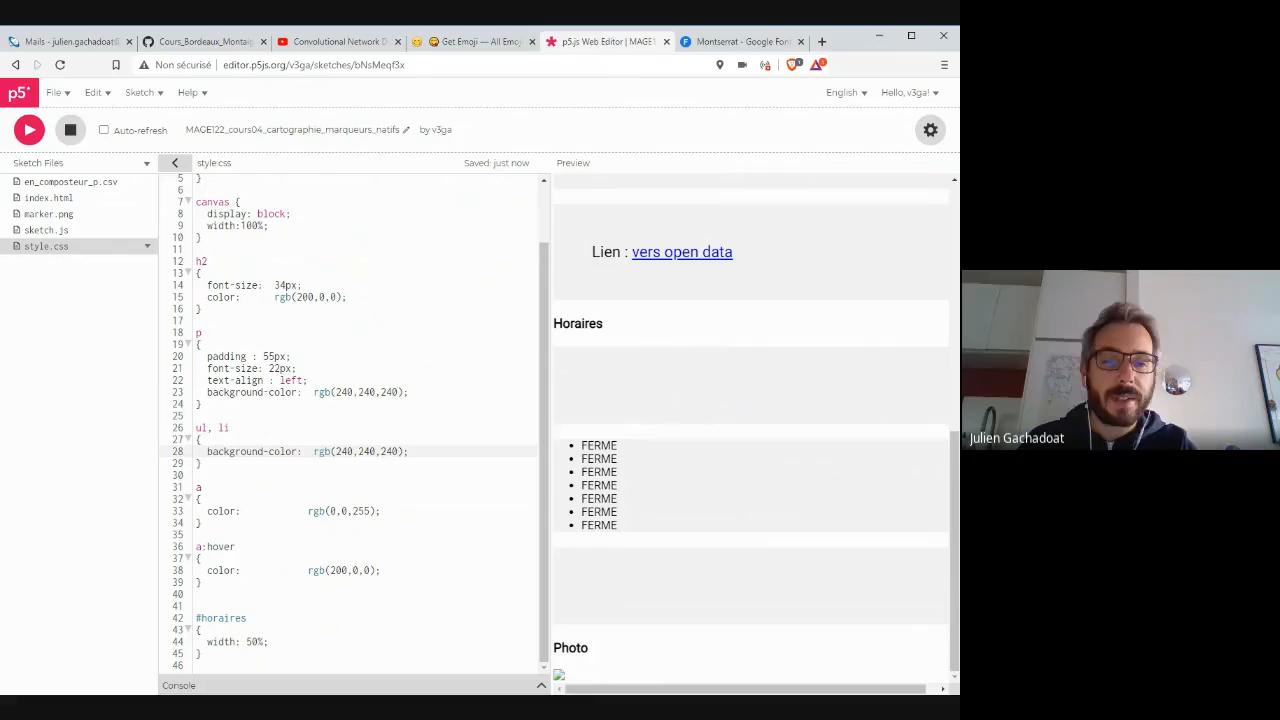 Mails - julien.gachadoat@
Cours_Bordeaux_Montaig
Convolutional Network D
Get Emoji — All Emoj
p5.js Web Editor | MAGE1
Montserrat - Google Font
Non sécurisé
editor.p5js.org/v3ga/sketches/bNsMeqf3x
p5*
File
Edit
Sketch
Help
English
Hello, v3ga!
Auto-refresh
MAGE122_cours04_cartographie_marqueurs_natifs
by v3ga
Sketch Files
style.css
Saved: just now
Preview
en_composteur_p.csv
index.html
marker.png
sketch.js
style.css
5 }
6
7 canvas {
8 display: block;
9 width:100%;
10 }
11
12 h2
13 {
14 font-size: 34px;
15 color: rgb(200,0,0);
16 }
17
18 p
19 {
20 padding : 55px;
21 font-size: 22px;
22 text-align : left;
23 background-color: rgb(240,240,240);
24 }
25
26 ul, li
27 {
28 background-color: rgb(240,240,240);
29 }
30
31 a
32 {
33 color: rgb(0,0,255);
34 }
35
36 a:hover
37 {
38 color: rgb(200,0,0);
39 }
40
41
42 #horaires
43 {
44 width: 50%;
45 }
46
Console
Lien : vers open data
Horaires
• FERME
• FERME
• FERME
• FERME
• FERME
• FERME
• FERME
Photo
Julien Gachadoat